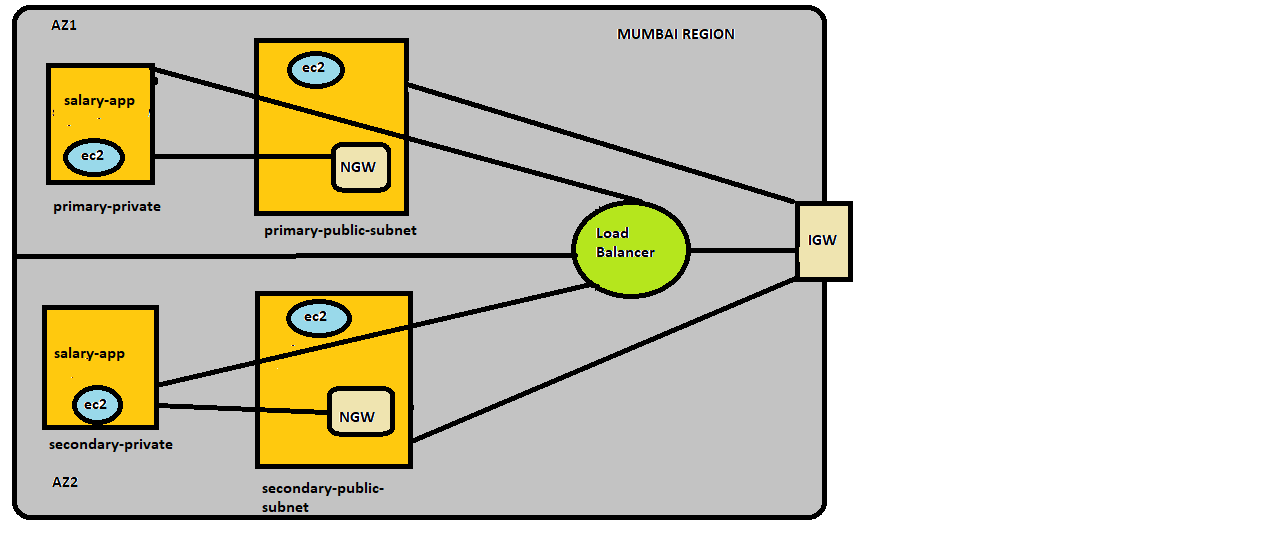 AZ1
MUMBAI REGION
ec2
salary-app
ec2
NGW
primary-private
primary-public-subnet
Load
Balancer
IGW
ec2
salary-app
ec2
NGW
secondary-private
AZ2
secondary-public-
subnet